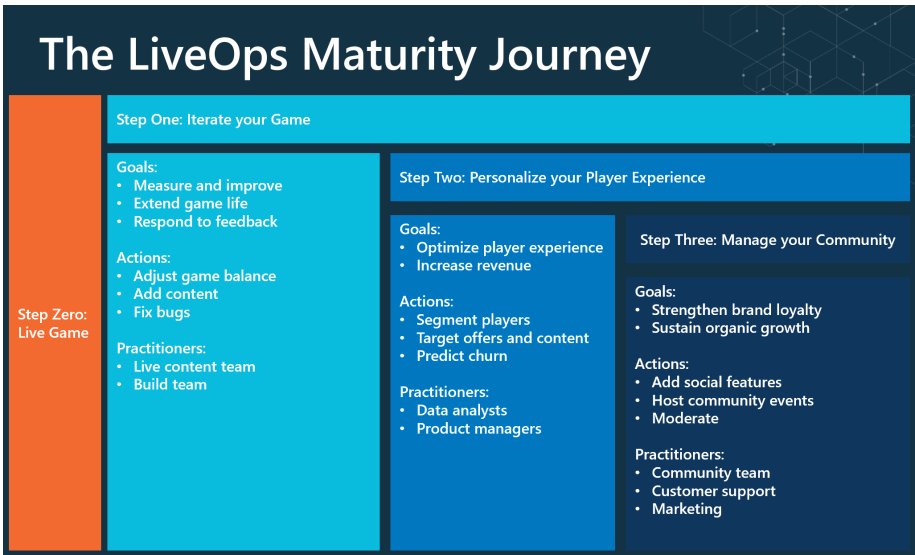 The LiveOps Maturity Journey
Step Zero:
Live Game
Step One: Iterate your Game
Goals:
• Measure and improve
• Extend game life
• Respond to feedback
Actions:
• Adjust game balance
• Add content
• Fix bugs
Practitioners:
• Live content team
• Build team
Step Two: Personalize your Player Experience
Goals:
• Optimize player experience
• Increase revenue
Actions:
• Segment players
• Target offers and content
• Predict churn
Practitioners:
• Data analysts
• Product managers
Step Three: Manage your Community
Goals:
• Strengthen brand loyalty
• Sustain organic growth
Actions:
• Add social features
• Host community events
• Moderate
Practitioners:
• Community team
• Customer support
• Marketing